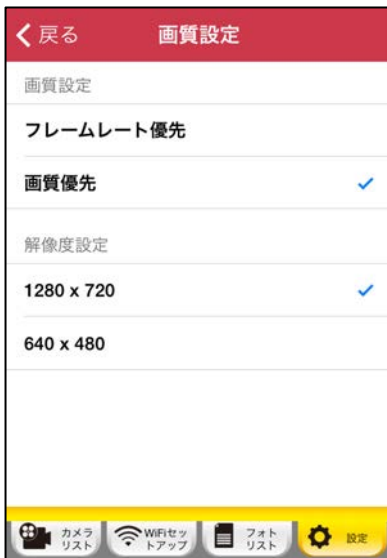 戻る 画質設定
画質設定
フレームレート優先
画質優先
解像度設定
1280 x 720
640 x 480
カメラ
リスト
WiFiセッ
トアップ
フォト
リスト
設定